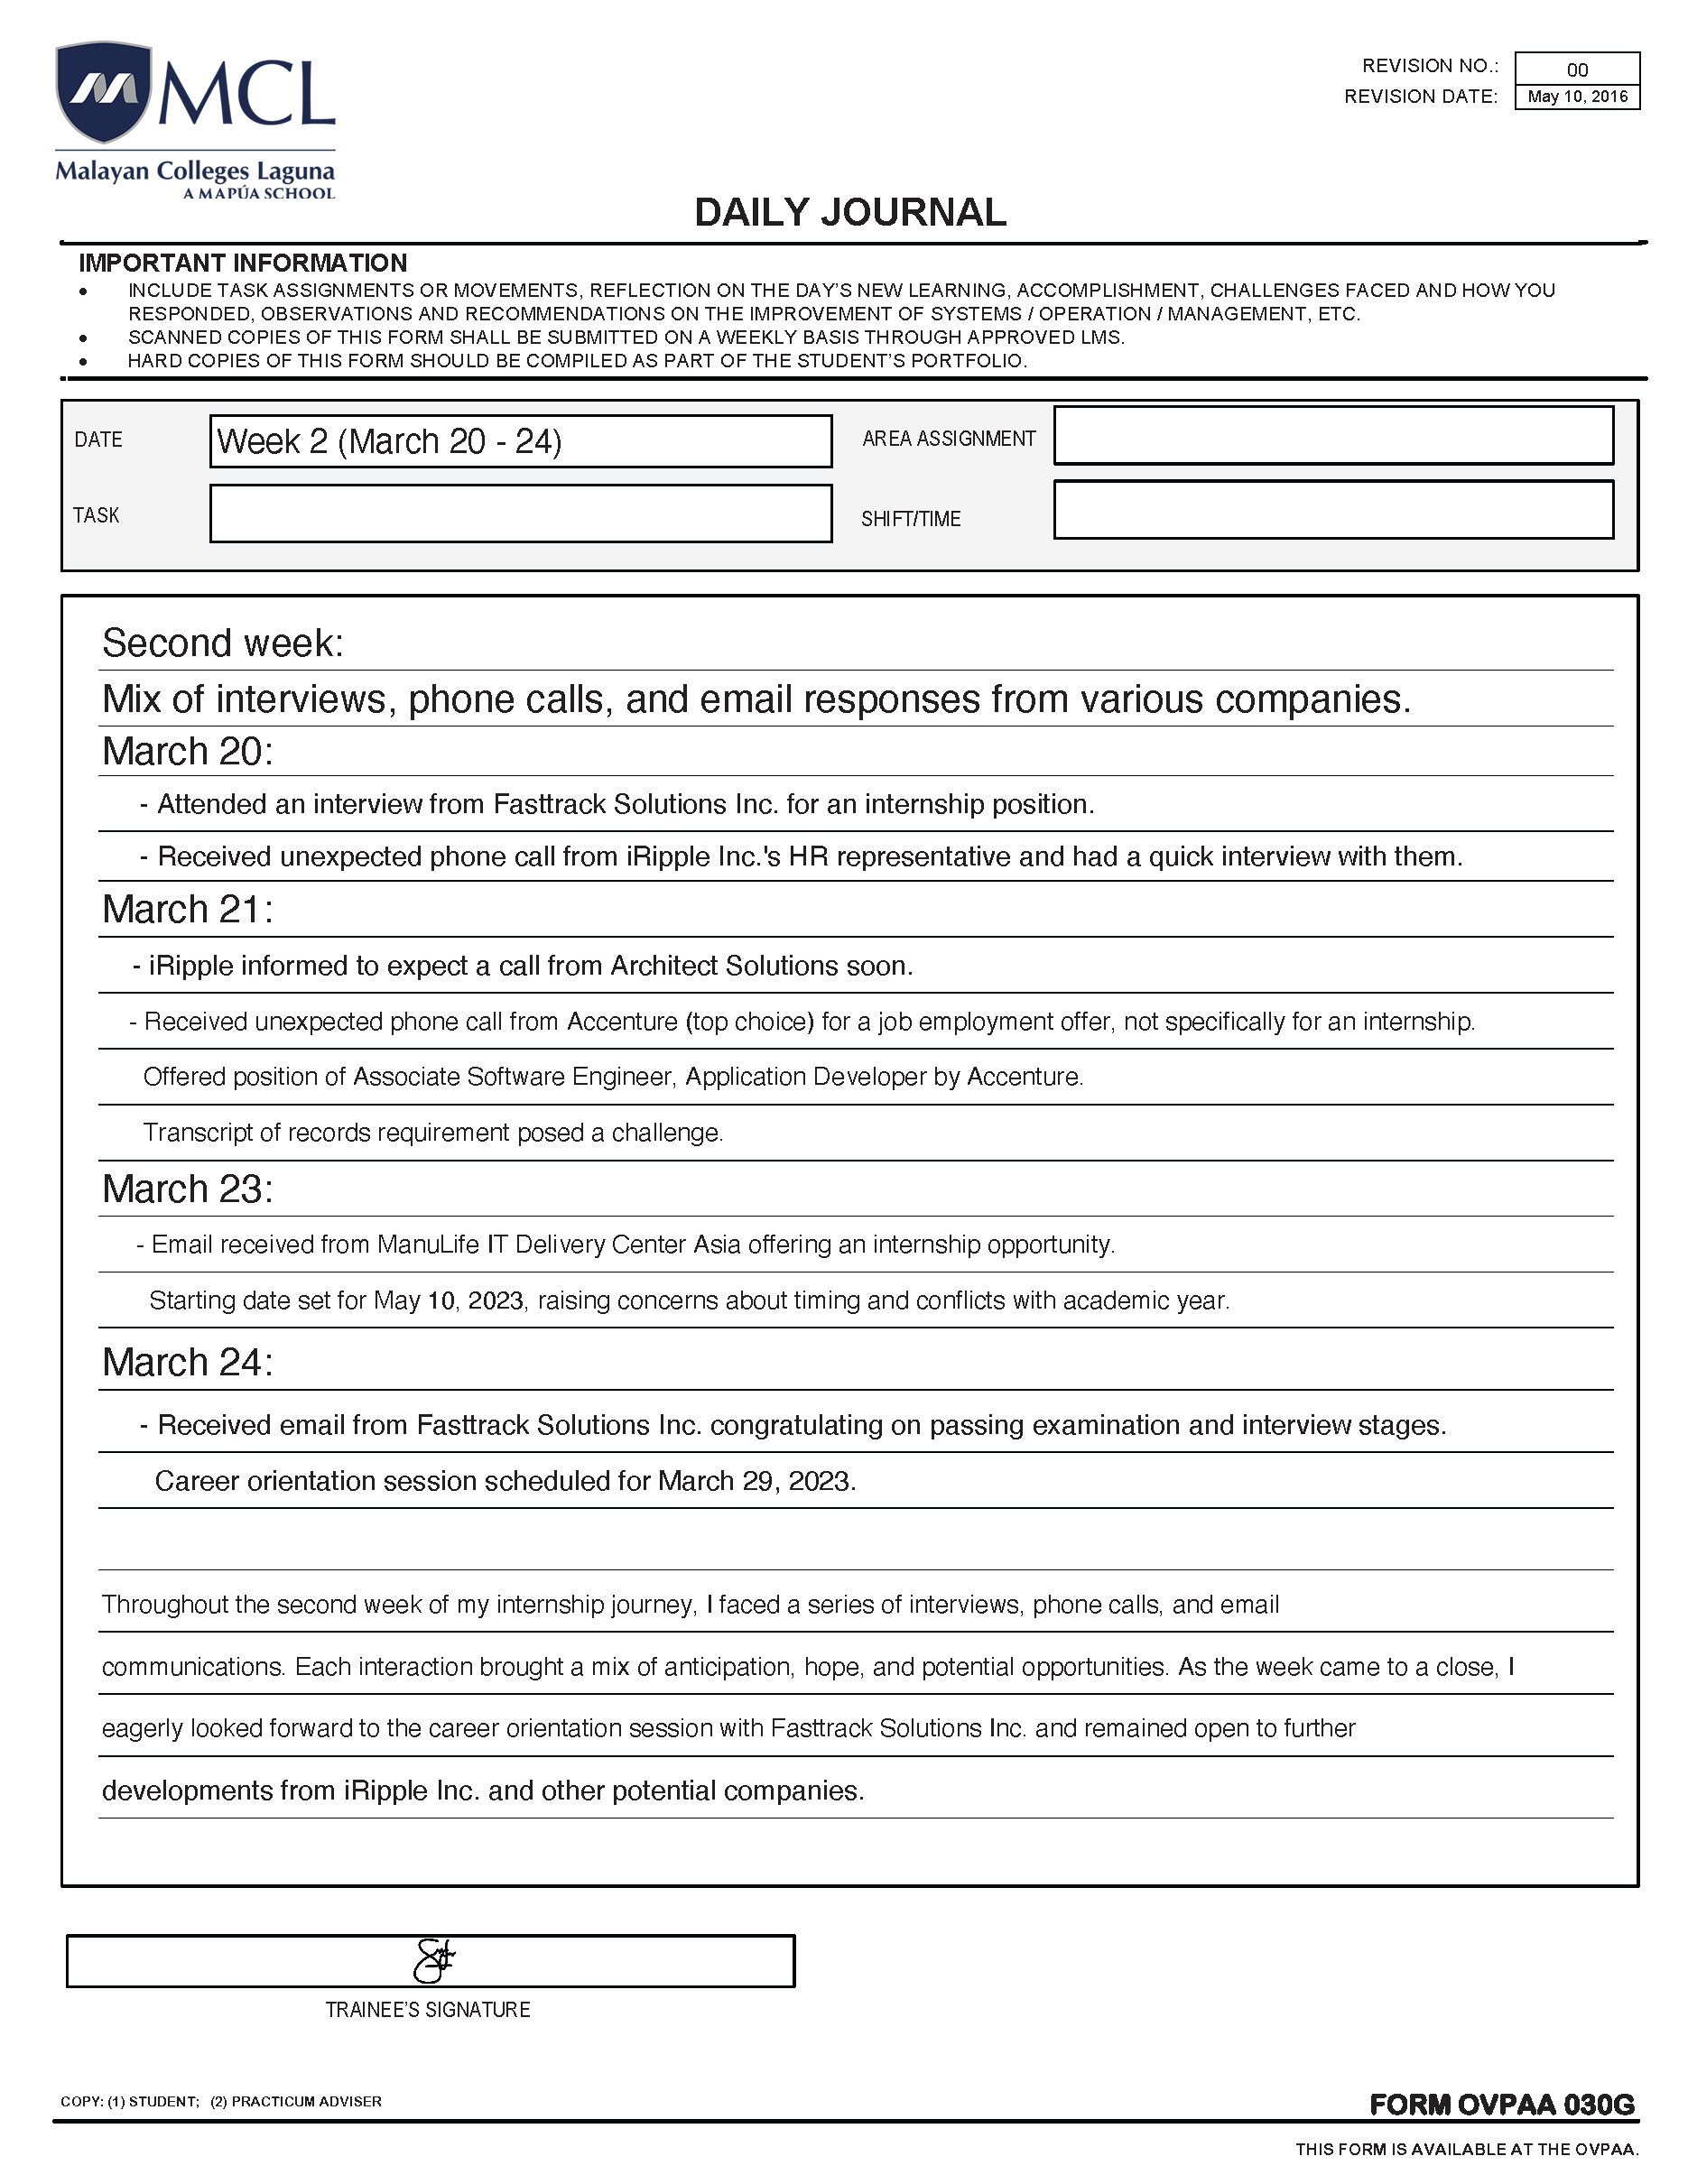 MCL
Malayan Colleges Laguna
A MAPÚA SCHOOL
REVISION NO.: 00
REVISION DATE: May 10, 2016
DAILY JOURNAL
IMPORTANT INFORMATION
• INCLUDE TASK ASSIGNMENTS OR MOVEMENTS, REFLECTION ON THE DAY’S NEW LEARNING, ACCOMPLISHMENT, CHALLENGES FACED AND HOW YOU
RESPONDED, OBSERVATIONS AND RECOMMENDATIONS ON THE IMPROVEMENT OF SYSTEMS / OPERATION / MANAGEMENT, ETC.
• SCANNED COPIES OF THIS FORM SHALL BE SUBMITTED ON A WEEKLY BASIS THROUGH APPROVED LMS.
• HARD COPIES OF THIS FORM SHOULD BE COMPILED AS PART OF THE STUDENT’S PORTFOLIO.
DATE Week 2 (March 20 - 24) AREA ASSIGNMENT
TASK SHIFT/TIME
Second week:
Mix of interviews, phone calls, and email responses from various companies.
March 20:
- Attended an interview from Fasttrack Solutions Inc. for an internship position.
- Received unexpected phone call from iRipple Inc.'s HR representative and had a quick interview with them.
March 21:
- iRipple informed to expect a call from Architect Solutions soon.
- Received unexpected phone call from Accenture (top choice) for a job employment offer, not specifically for an internship.
Offered position of Associate Software Engineer, Application Developer by Accenture.
Transcript of records requirement posed a challenge.
March 23:
- Email received from ManuLife IT Delivery Center Asia offering an internship opportunity.
Starting date set for May 10, 2023, raising concerns about timing and conflicts with academic year.
March 24:
- Received email from Fasttrack Solutions Inc. congratulating on passing examination and interview stages.
Career orientation session scheduled for March 29, 2023.
Throughout the second week of my internship journey, I faced a series of interviews, phone calls, and email
communications. Each interaction brought a mix of anticipation, hope, and potential opportunities. As the week came to a close, I
eagerly looked forward to the career orientation session with Fasttrack Solutions Inc. and remained open to further
developments from iRipple Inc. and other potential companies.
TRAINEE’S SIGNATURE
COPY: (1) STUDENT; (2) PRACTICUM ADVISER
FORM OVPAA 030G
THIS FORM IS AVAILABLE AT THE OVPAA.